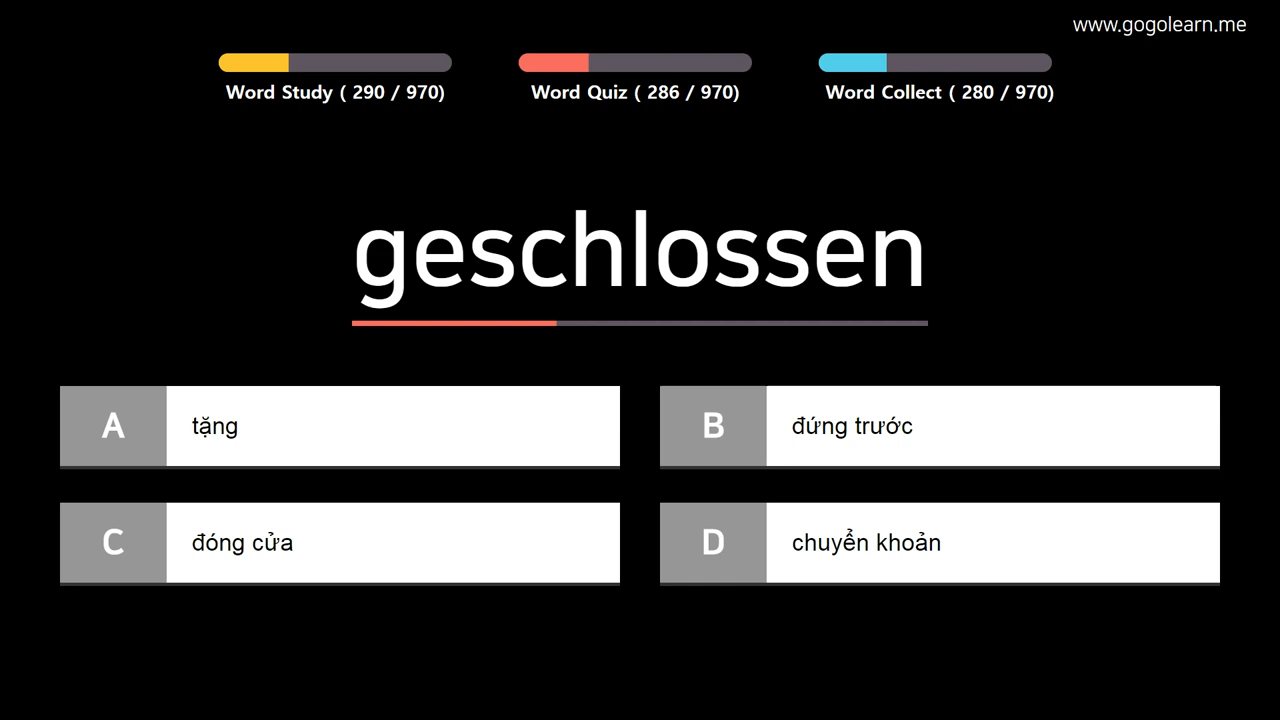 www.gogolearn.me
Word Study ( 290 / 970)
Word Quiz ( 286 / 970)
Word Collect ( 280 / 970)
geschlossen
A tặng
B đứng trước
C đóng cửa
D chuyển khoản